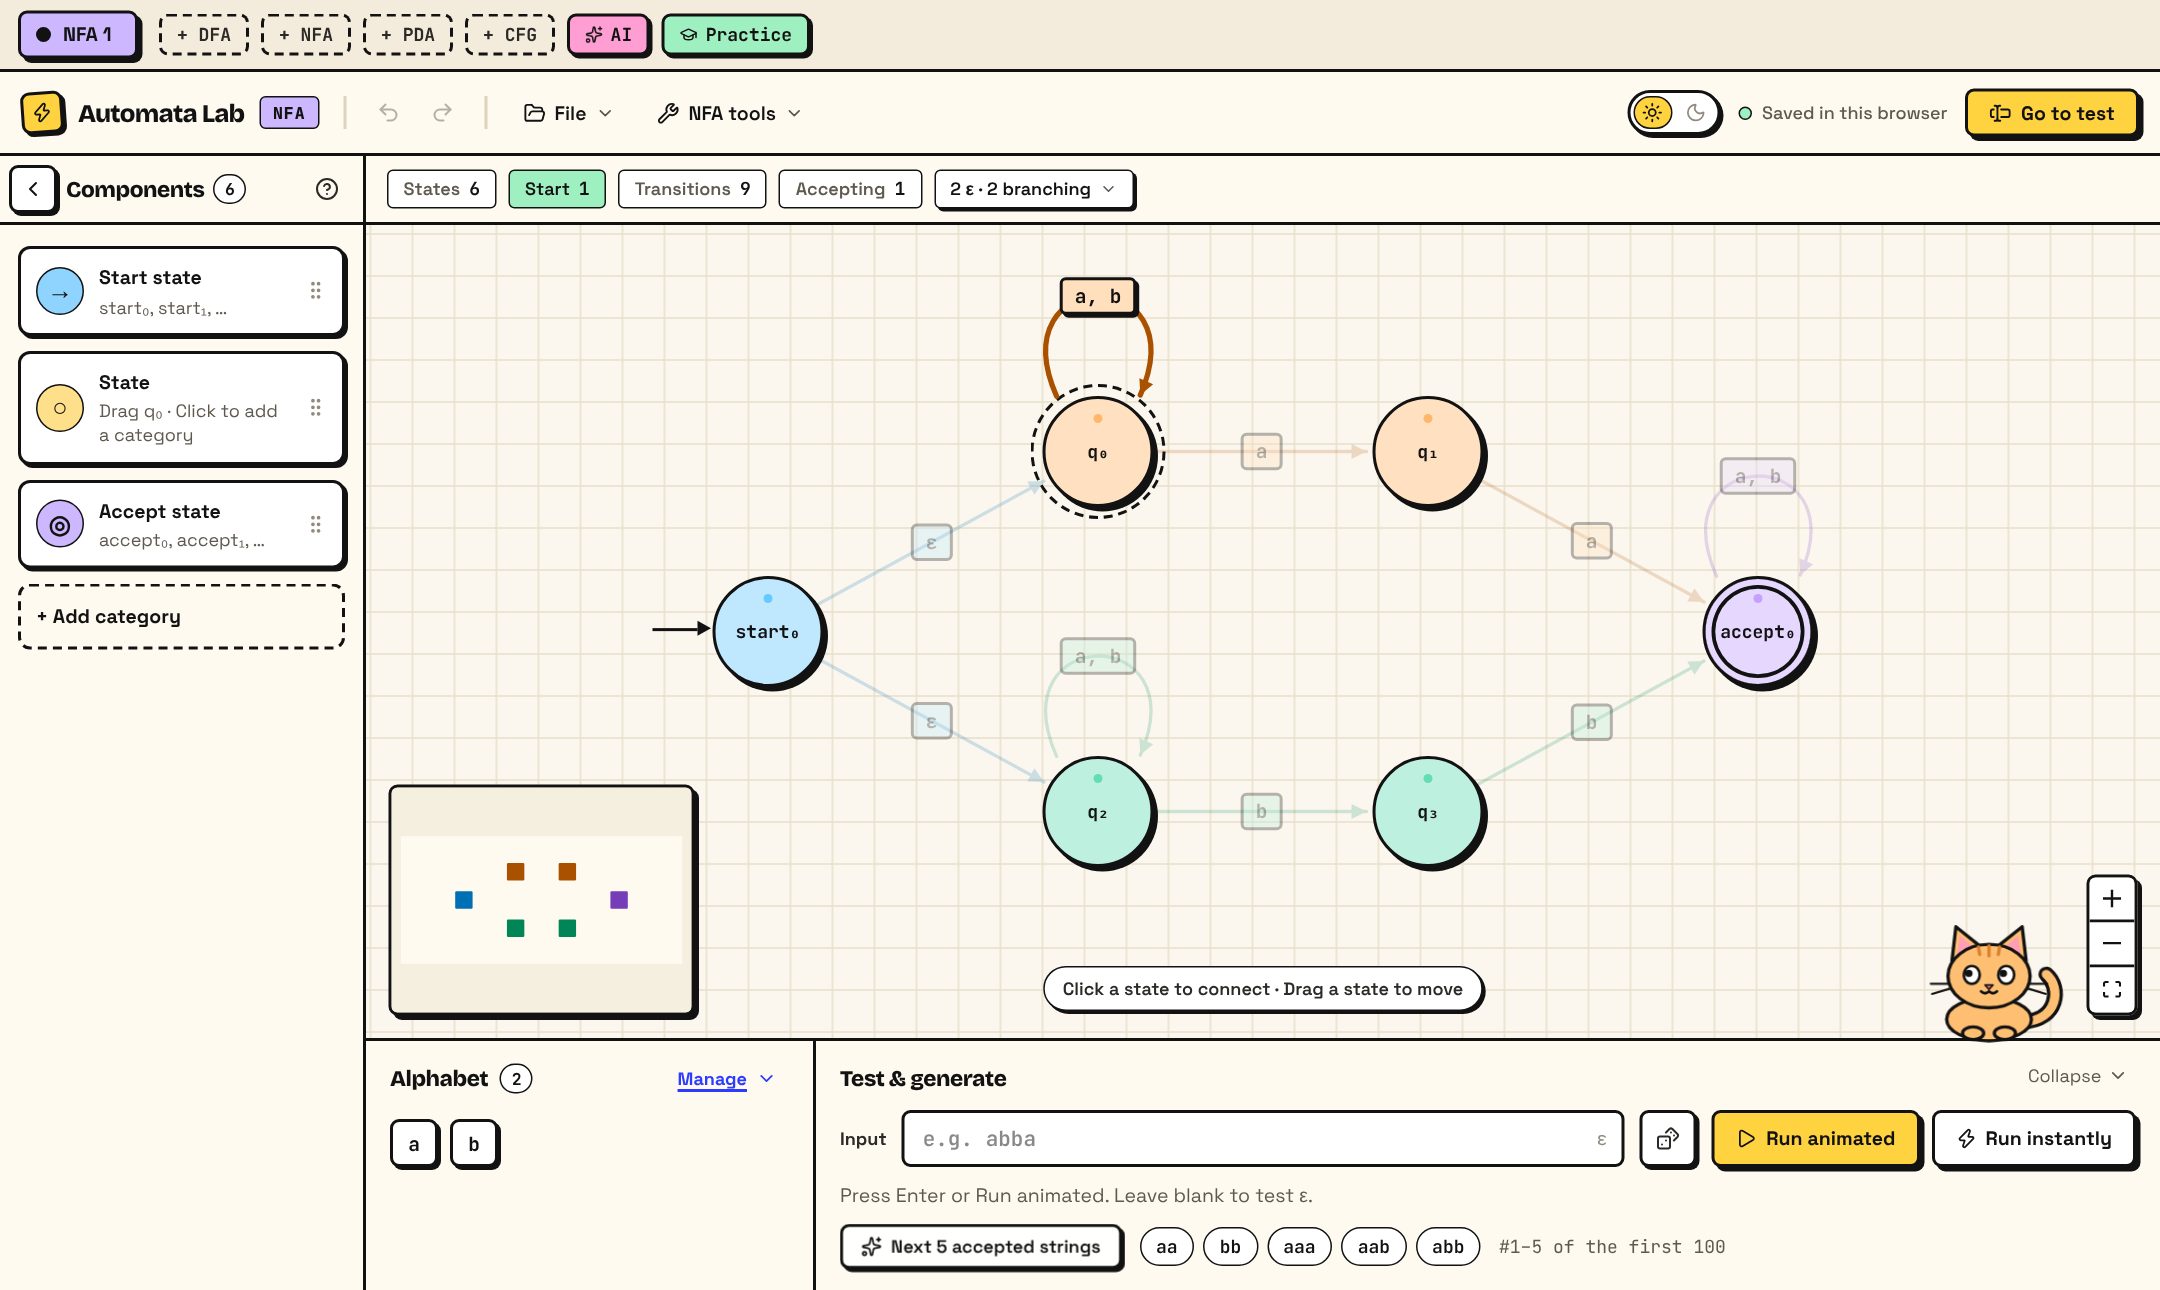 NFA 1
+ DFA
+ NFA
+ PDA
+ CFG
AI
Practice
Automata Lab
NFA
File
NFA tools
Saved in this browser
Go to test
Components 6
States 6
Start 1
Transitions 9
Accepting 1
2 ε · 2 branching
Start state
start₀, start₁, ...
State
Drag q₀ · Click to add
a category
Accept state
accept₀, accept₁, ...
+ Add category
a, b
q₀
a
q₁
a, b
ε
a
start₀
accept₀
a, b
ε
b
q₂
b
q₃
Click a state to connect · Drag a state to move
Alphabet 2
Manage
a
b
Test & generate
Collapse
Input
e.g. abba
ε
Run animated
Run instantly
Press Enter or Run animated. Leave blank to test ε.
Next 5 accepted strings
aa
bb
aaa
aab
abb
#1–5 of the first 100